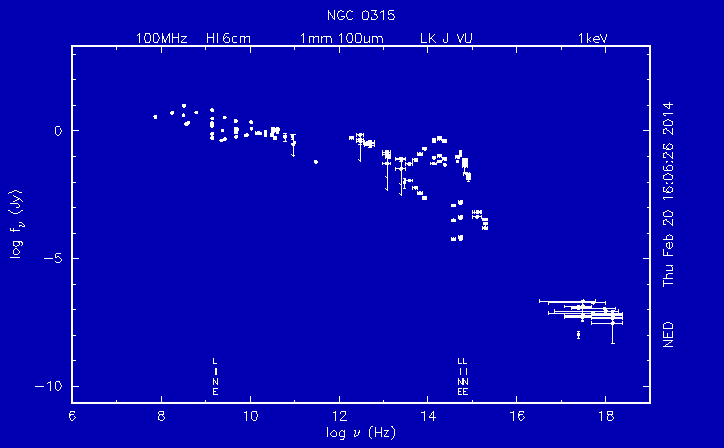 NGC 0315
100MHz HI 6cm 1mm 100um LK J VU 1keV
0
−5
−10
log fν (Jy)
L
I
N
E
LL
II
NN
EE
6 8 10 12 14 16 18
log ν (Hz)
NED Thu Feb 20 16:06:26 2014